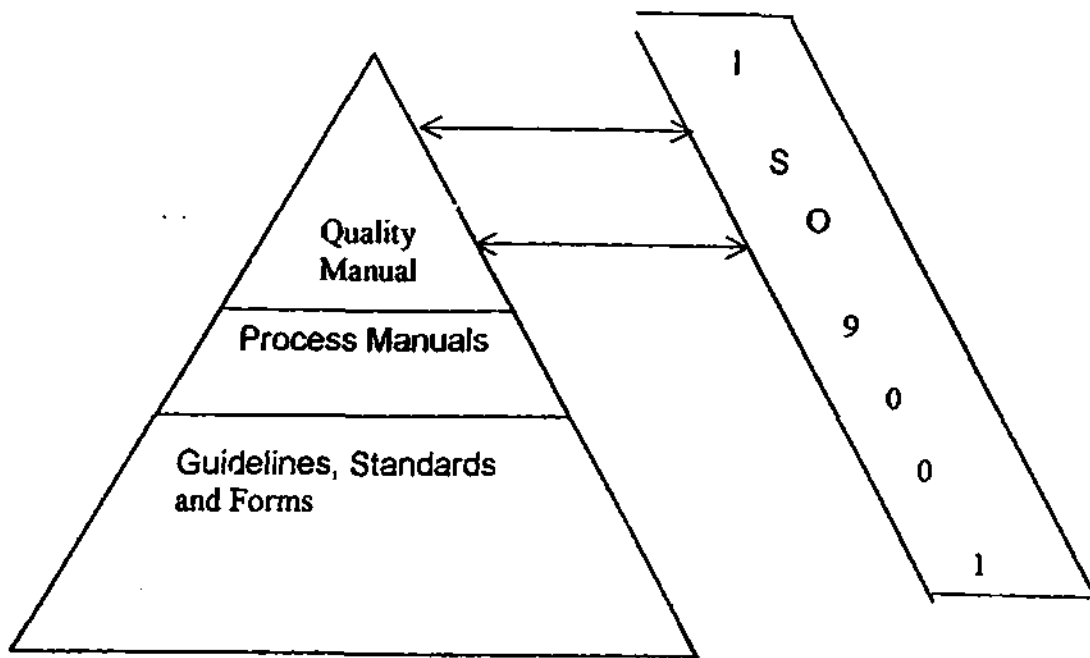 Quality
Manual
Process Manuals
Guidelines, Standards
and Forms
I
S
O
9
0
0
1